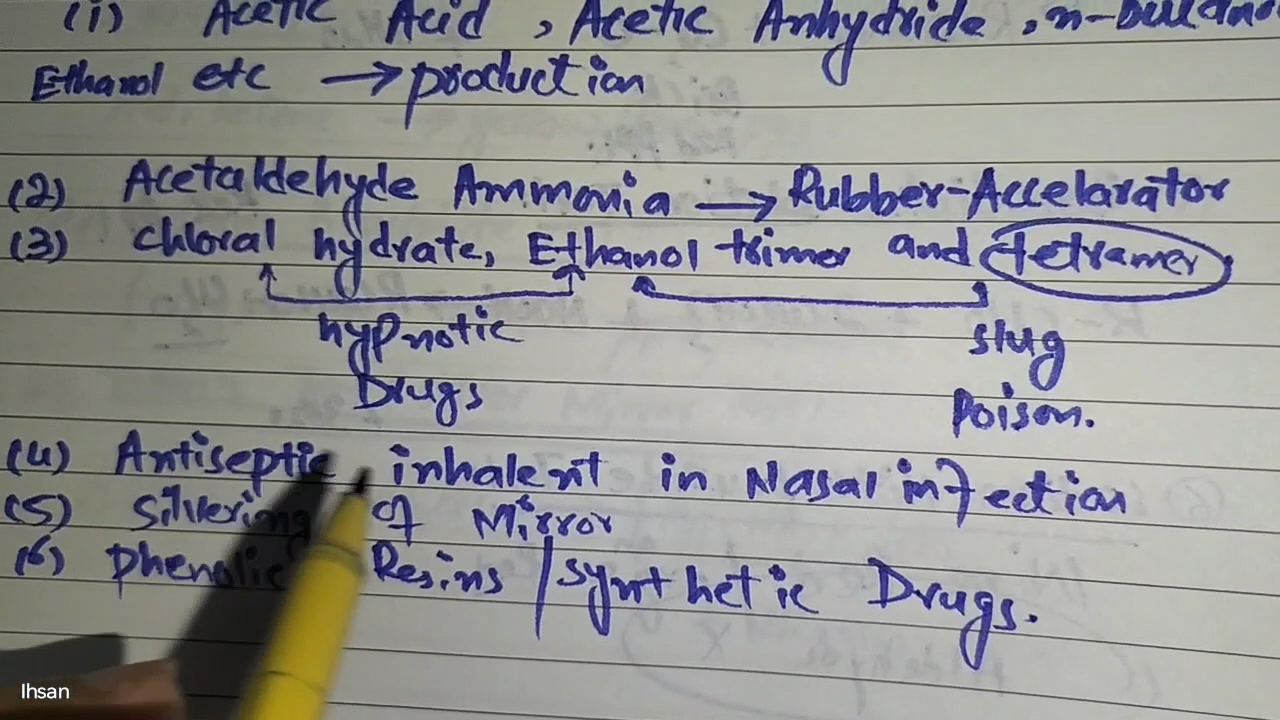 (1) Acetic Acid, Acetic Anhydride,
Ethanol etc → production
(2) Acetaldehyde Ammonia → Rubber-Accelarator
(3) Chloral hydrate, Ethanol trimer and tetramer
hypnotic slug
Drugs Poison.
(4) Antiseptic inhalent in Nasal infection
(5) Silvering of Mirror
(6) Phenolic Resins / Synthetic Drugs.
Ihsan